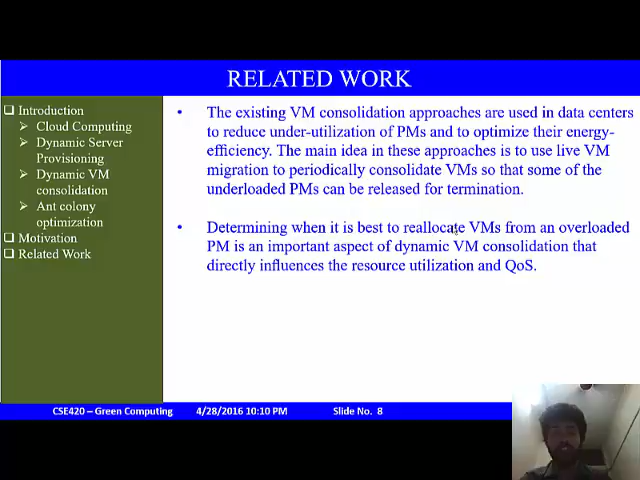 RELATED WORK
❑ Introduction
➢ Cloud Computing
➢ Dynamic Server
Provisioning
➢ Dynamic VM
consolidation
➢ Ant colony
optimization
❑ Motivation
❑ Related Work
• The existing VM consolidation approaches are used in data centers
to reduce under-utilization of PMs and to optimize their energy-
efficiency. The main idea in these approaches is to use live VM
migration to periodically consolidate VMs so that some of the
underloaded PMs can be released for termination.
• Determining when it is best to reallocate VMs from an overloaded
PM is an important aspect of dynamic VM consolidation that
directly influences the resource utilization and QoS.
CSE420 – Green Computing 4/28/2016 10:10 PM Slide No. 8